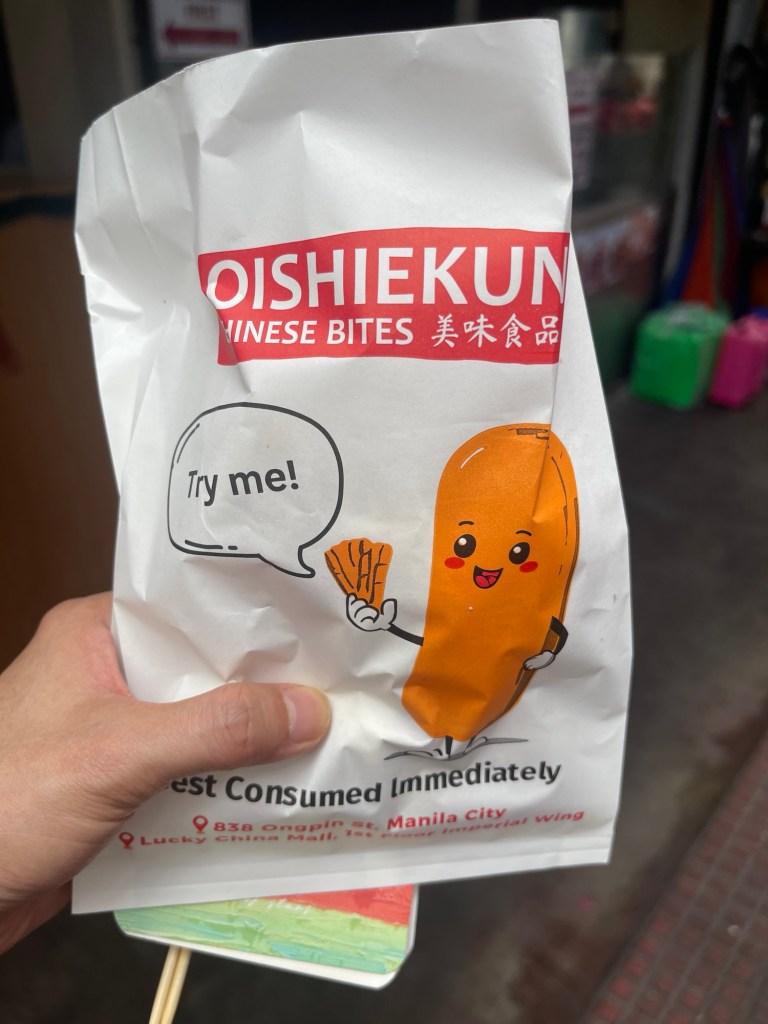 OISHIEKUN
HINESE BITES 美味食品
Try me!
est Consumed Immediately
838 Ongpin st. Manila City
Lucky China Mall, 1st Floor Imperial Wing